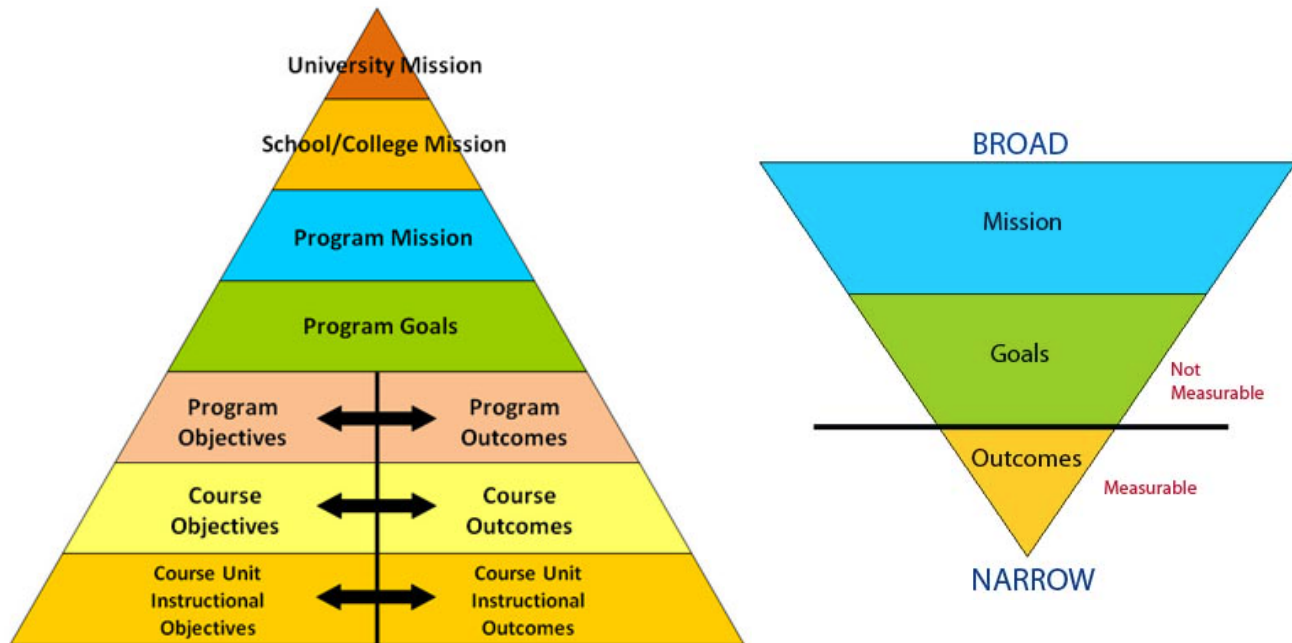 University Mission
School/College Mission
Program Mission
Program Goals
Program
Objectives
Program
Outcomes
Course
Objectives
Course
Outcomes
Course Unit
Instructional
Objectives
Course Unit
Instructional
Outcomes
BROAD
Mission
Goals
Not
Measurable
Outcomes
Measurable
NARROW